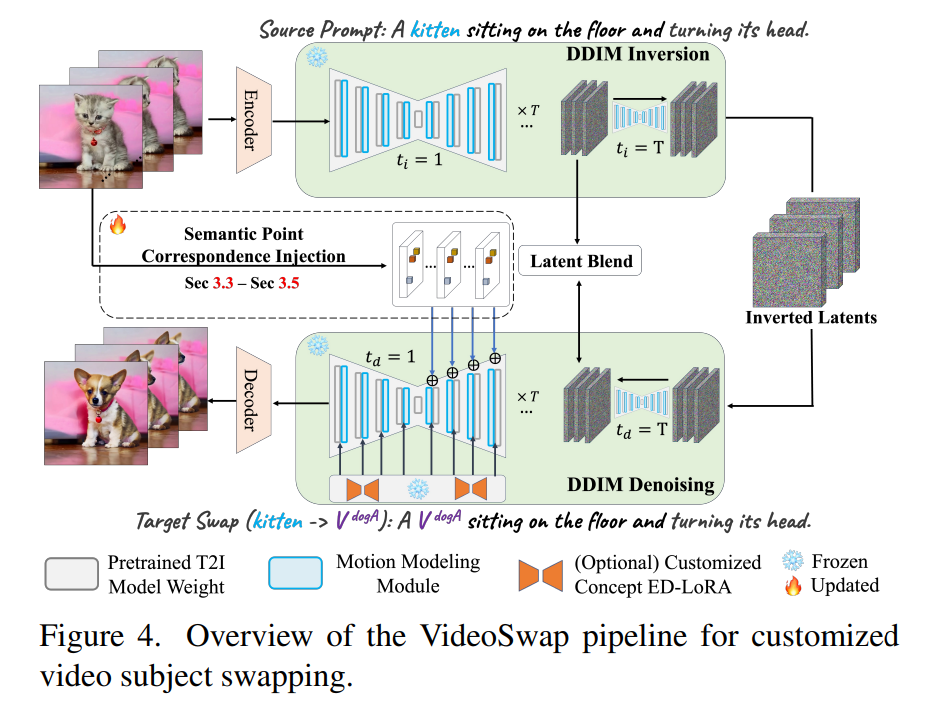 Source Prompt: A kitten sitting on the floor and turning its head.
DDIM Inversion
Encoder
× T
...
t_i = 1
t_i = T
Semantic Point
Correspondence Injection
Sec 3.3 – Sec 3.5
... ...
Latent Blend
Inverted Latents
Decoder
t_d = 1
× T
...
t_d = T
DDIM Denoising
Target Swap (kitten -> V^dogA): A V^dogA sitting on the floor and turning its head.
Pretrained T2I
Model Weight
Motion Modeling
Module
(Optional) Customized
Concept ED-LoRA
Frozen
Updated
Figure 4. Overview of the VideoSwap pipeline for customized
video subject swapping.